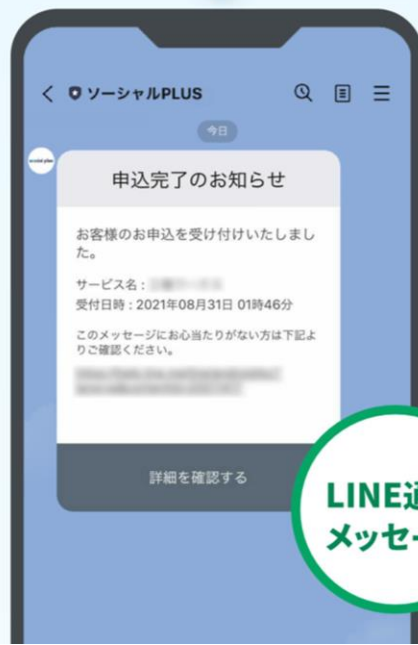 ソーシャルPLUS
今日
申込完了のお知らせ
お客様のお申込を受け付けいたしまし
た。
サービス名：
受付日時：2021年08月31日 01時46分
このメッセージにお心当たりがない方は下記よ
りご確認ください。
詳細を確認する
LINE通
メッセー